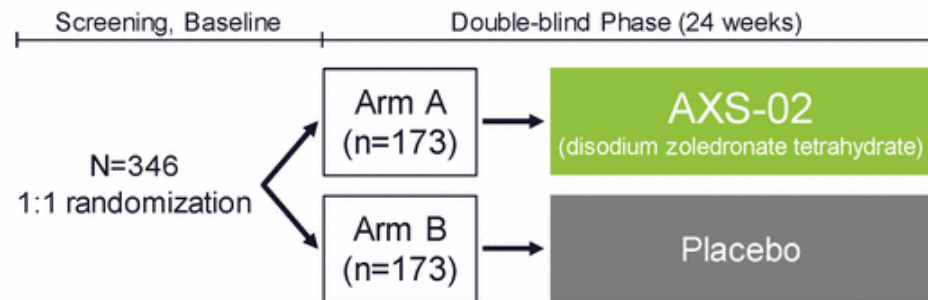 Screening, Baseline
Double-blind Phase (24 weeks)
N=346
1:1 randomization
Arm A
(n=173)
AXS-02
(disodium zoledronate tetrahydrate)
Arm B
(n=173)
Placebo